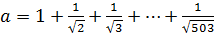 a = 1 + 1/√2 + 1/√3 + ⋯ + 1/√503